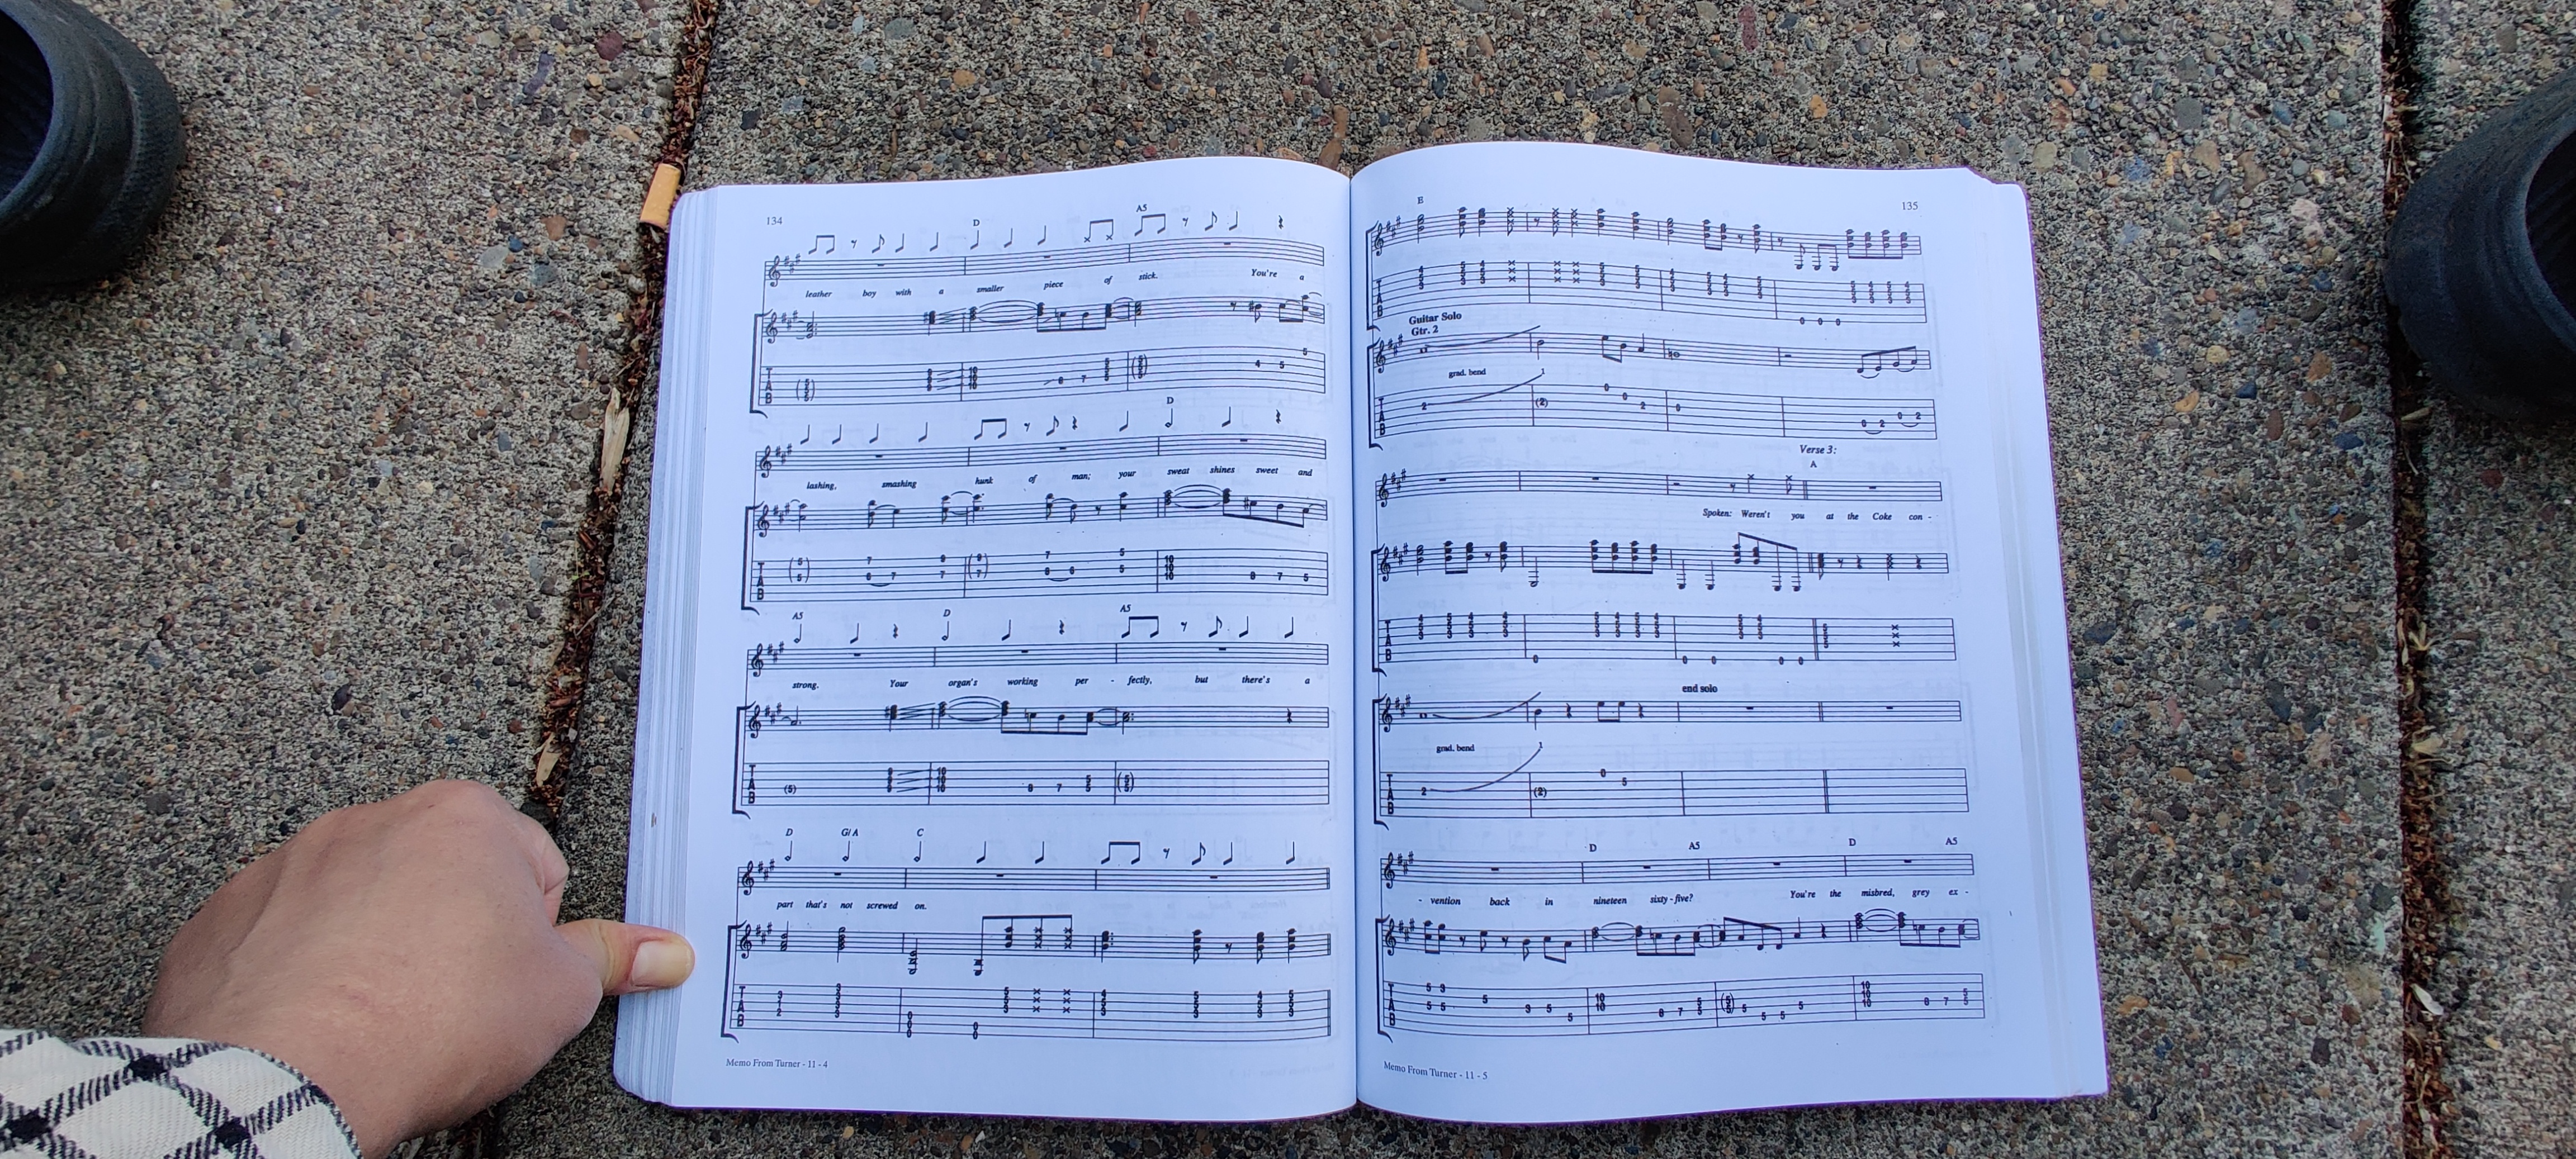 134
D A5
leather boy with a smaller piece of stick. You're a
D
lashing, smashing hunk of man; your sweat shines sweet and
A5 D A5
strong. Your organ's working per - fectly, but there's a
D G/A C
part that's not screwed on.
Memo From Turner - 11 - 4
135
E
Guitar Solo
Gtr. 2
grad. bend
Verse 3:
A
Spoken: Weren't you at the Coke con -
end solo
grad. bend
D A5 D A5
- vention back in nineteen sixty - five? You're the misbred, grey ex -
Memo From Turner - 11 - 5